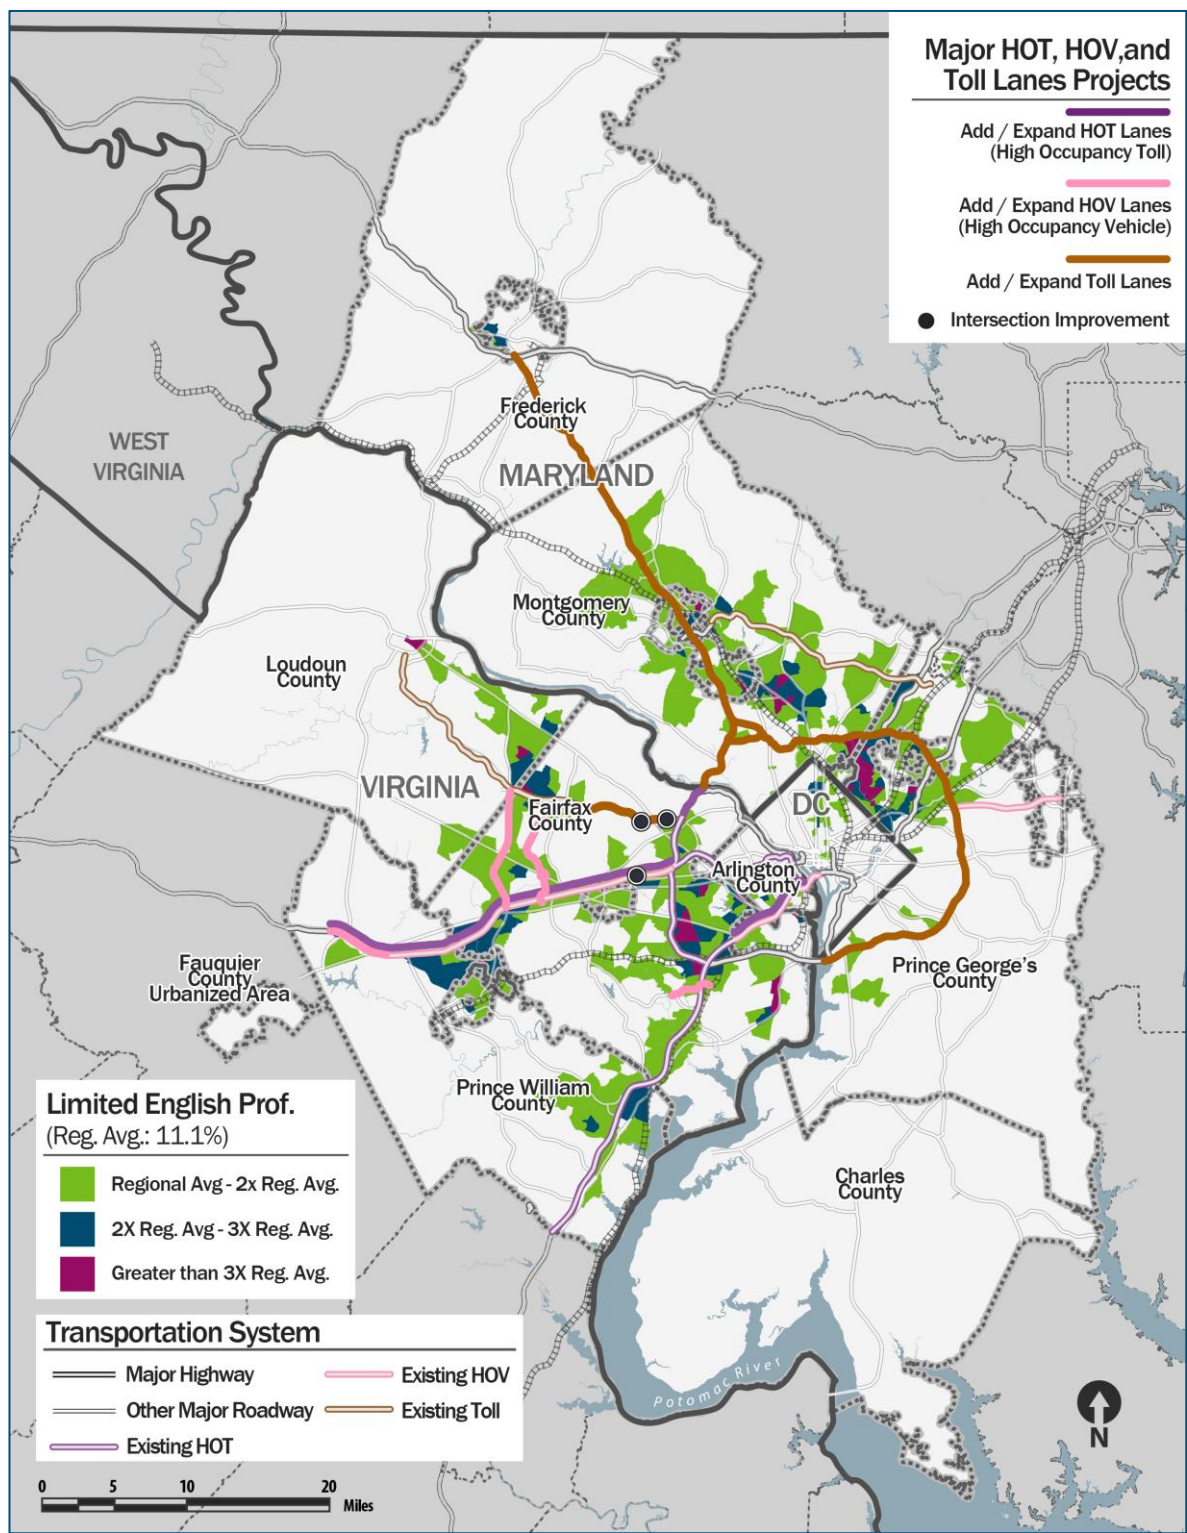 Major HOT, HOV,and
Toll Lanes Projects
Add / Expand HOT Lanes
(High Occupancy Toll)
Add / Expand HOV Lanes
(High Occupancy Vehicle)
Add / Expand Toll Lanes
Intersection Improvement
Frederick
County
WEST
VIRGINIA
MARYLAND
Montgomery
County
Loudoun
County
VIRGINIA
Fairfax
County
DC
Arlington
County
Fauquier
County
Urbanized Area
Prince George's
County
Prince William
County
Charles
County
Potomac River
Limited English Prof.
(Reg. Avg.: 11.1%)
Regional Avg - 2x Reg. Avg.
2X Reg. Avg - 3X Reg. Avg.
Greater than 3X Reg. Avg.
Transportation System
Major Highway
Existing HOV
Other Major Roadway
Existing Toll
Existing HOT
N
0 5 10 20
Miles